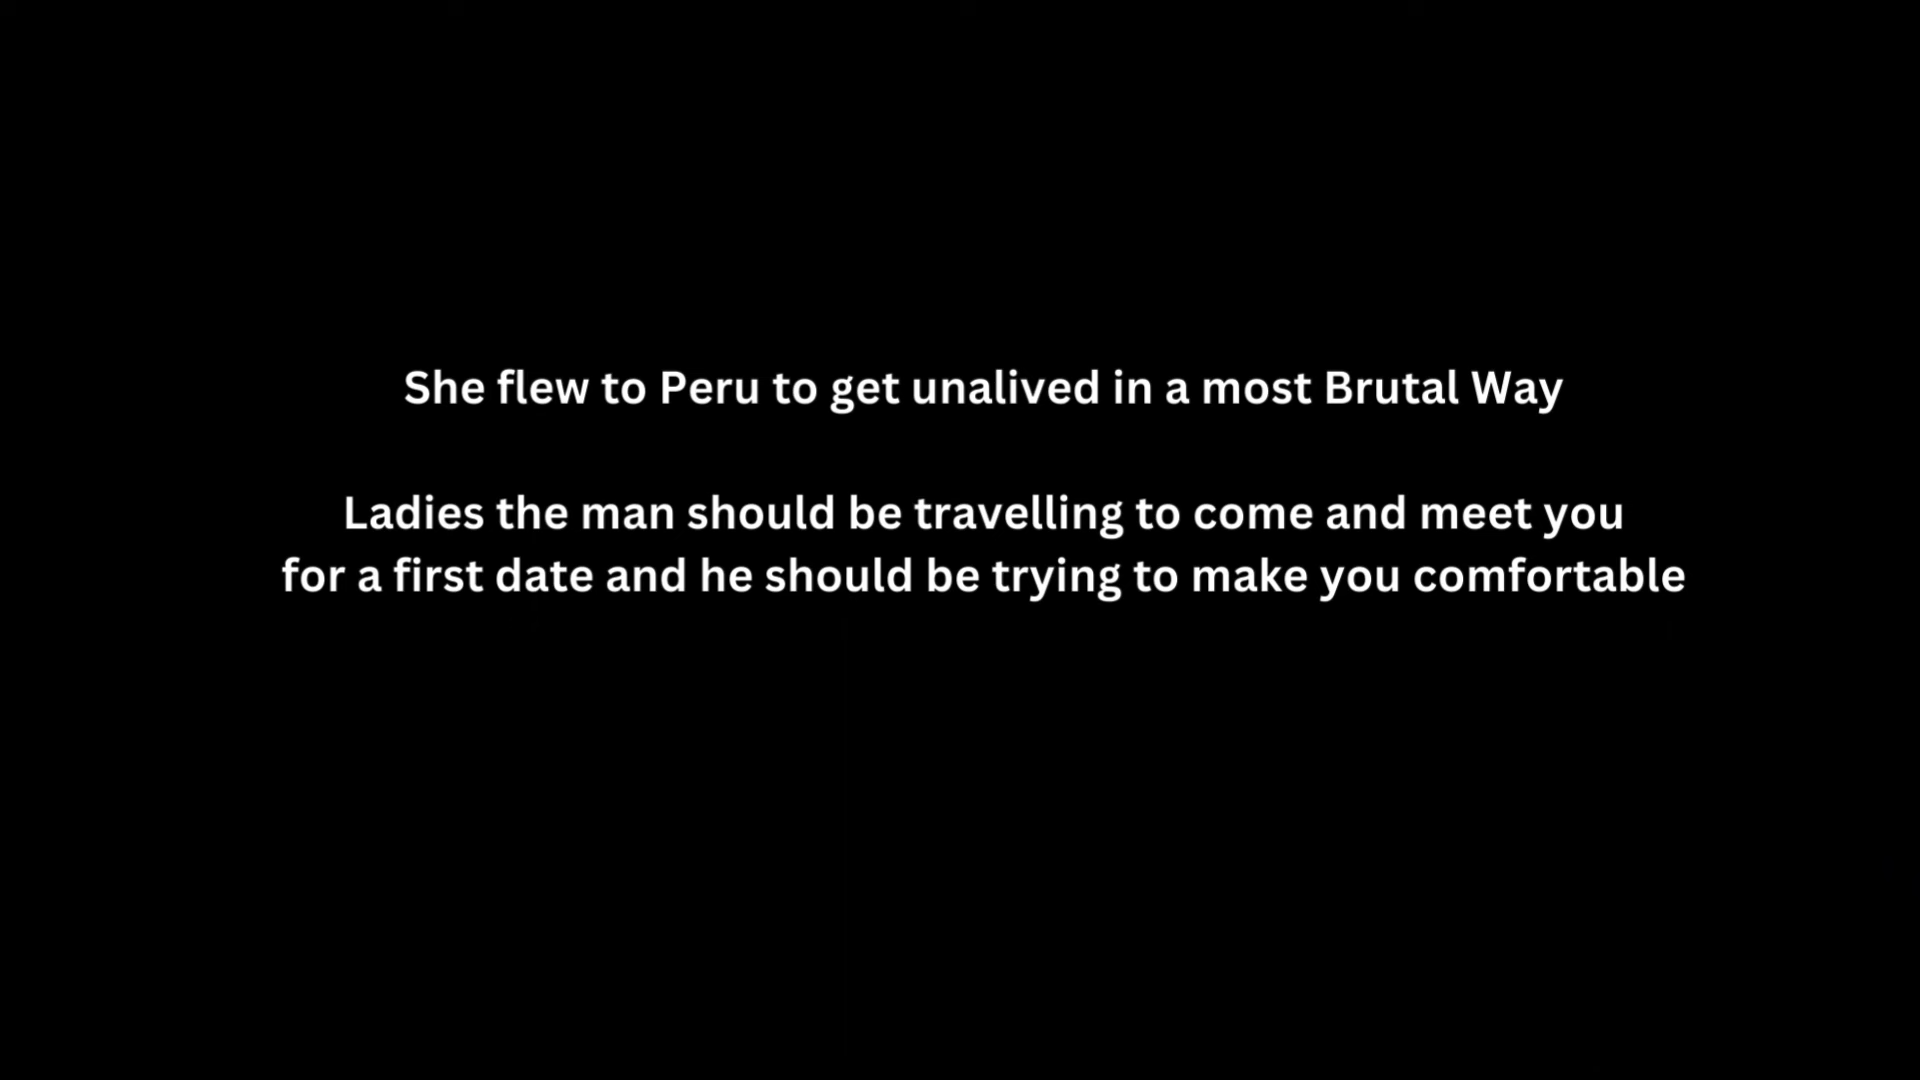 She flew to Peru to get unalived in a most Brutal Way
Ladies the man should be travelling to come and meet you
for a first date and he should be trying to make you comfortable